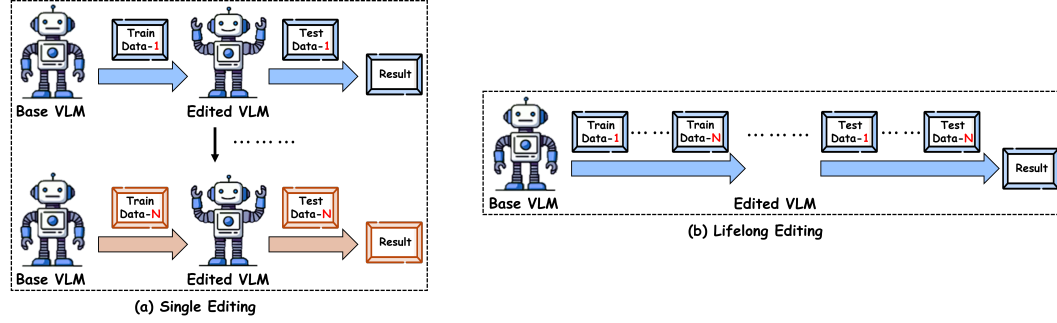 Train
Data-1
Test
Data-1
Result
Base VLM
Edited VLM
... ... ...
Train
Data-N
Test
Data-N
Result
Base VLM
Edited VLM
(a) Single Editing
Train
Data-1
... ...
Train
Data-N
... ... ... ...
Test
Data-1
... ...
Test
Data-N
Result
Base VLM
Edited VLM
(b) Lifelong Editing